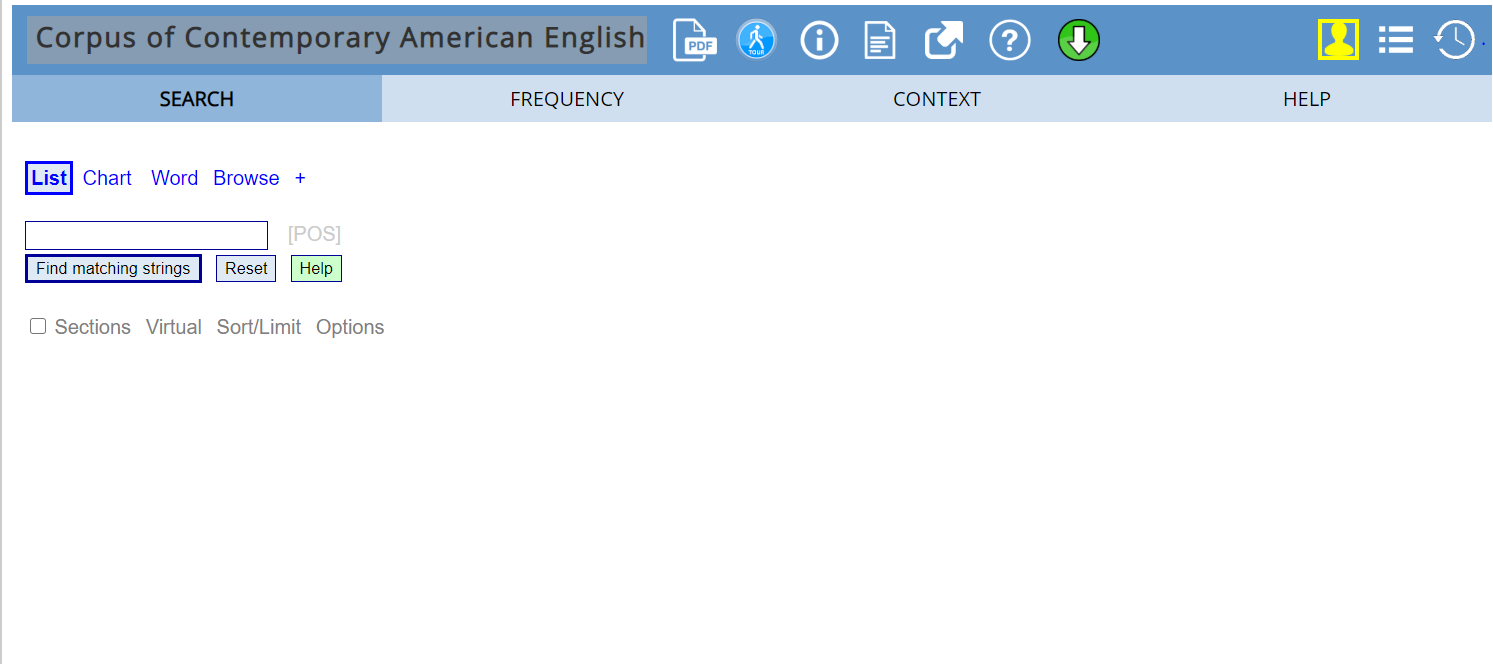 Corpus of Contemporary American English PDF TOUR i ?
SEARCH FREQUENCY CONTEXT HELP
List Chart Word Browse +
[POS]
Find matching strings Reset Help
Sections Virtual Sort/Limit Options